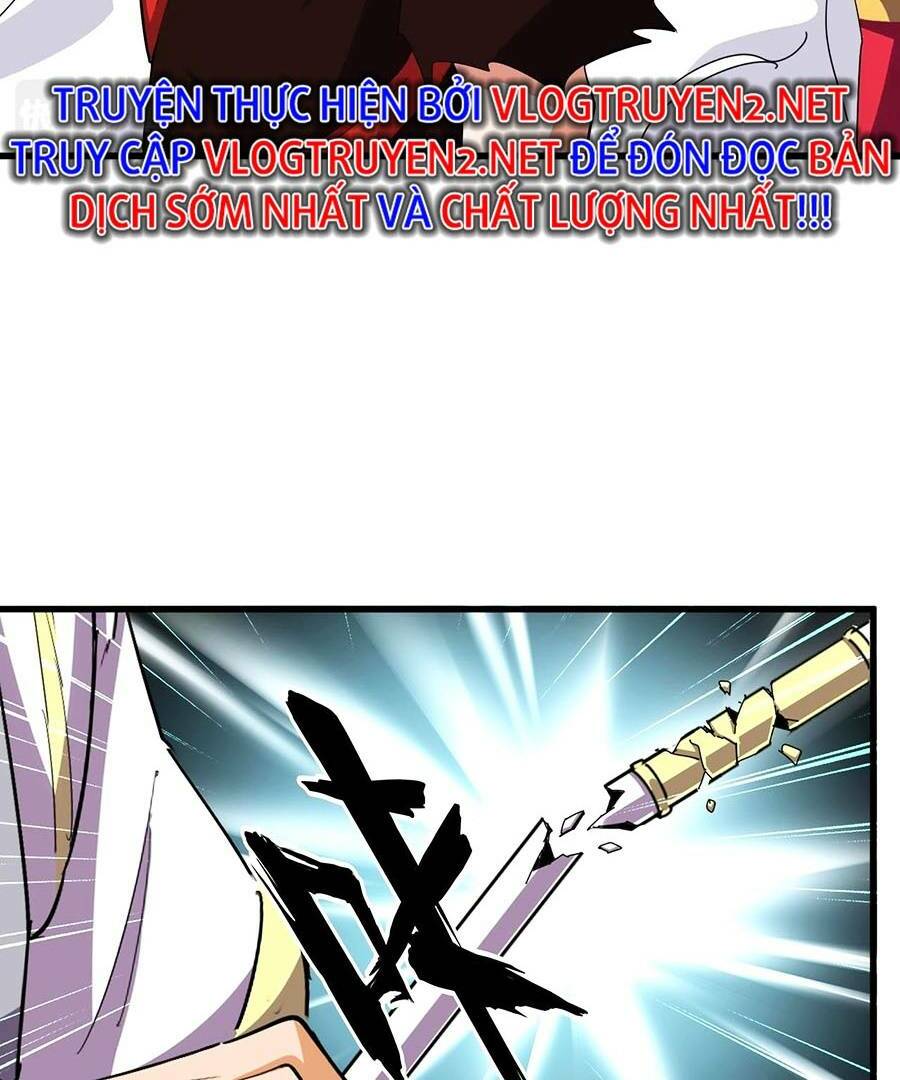 TRUYỆN THỰC HIỆN BỞI VLOGTRUYEN2.NET
TRUY CẬP VLOGTRUYEN2.NET ĐỂ ĐÓN ĐỌC BẢN
DỊCH SỚM NHẤT VÀ CHẤT LƯỢNG NHẤT!!!